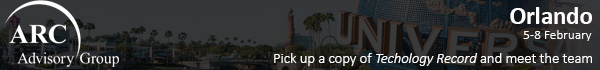 ARC
Advisory Group
Orlando
5-8 February
UNIVERS
Pick up a copy of Techology Record and meet the team